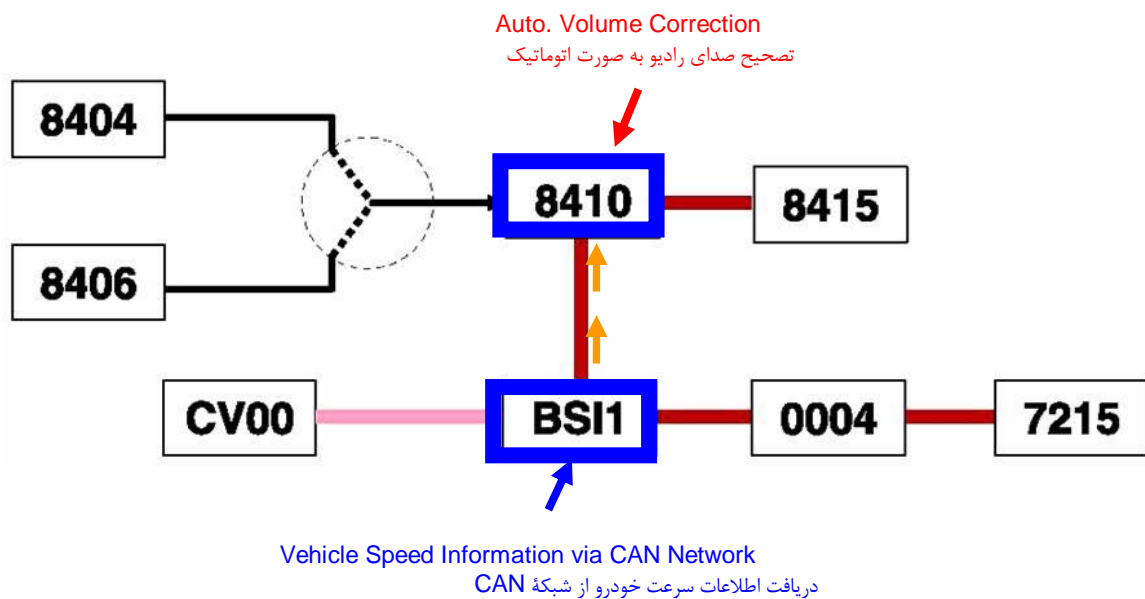 Auto. Volume Correction
تصحیح صدای رادیو به صورت اتوماتیک
8404
8410
8415
8406
CV00
BSI1
0004
7215
Vehicle Speed Information via CAN Network
دریافت اطلاعات سرعت خودرو از شبکهٔ CAN